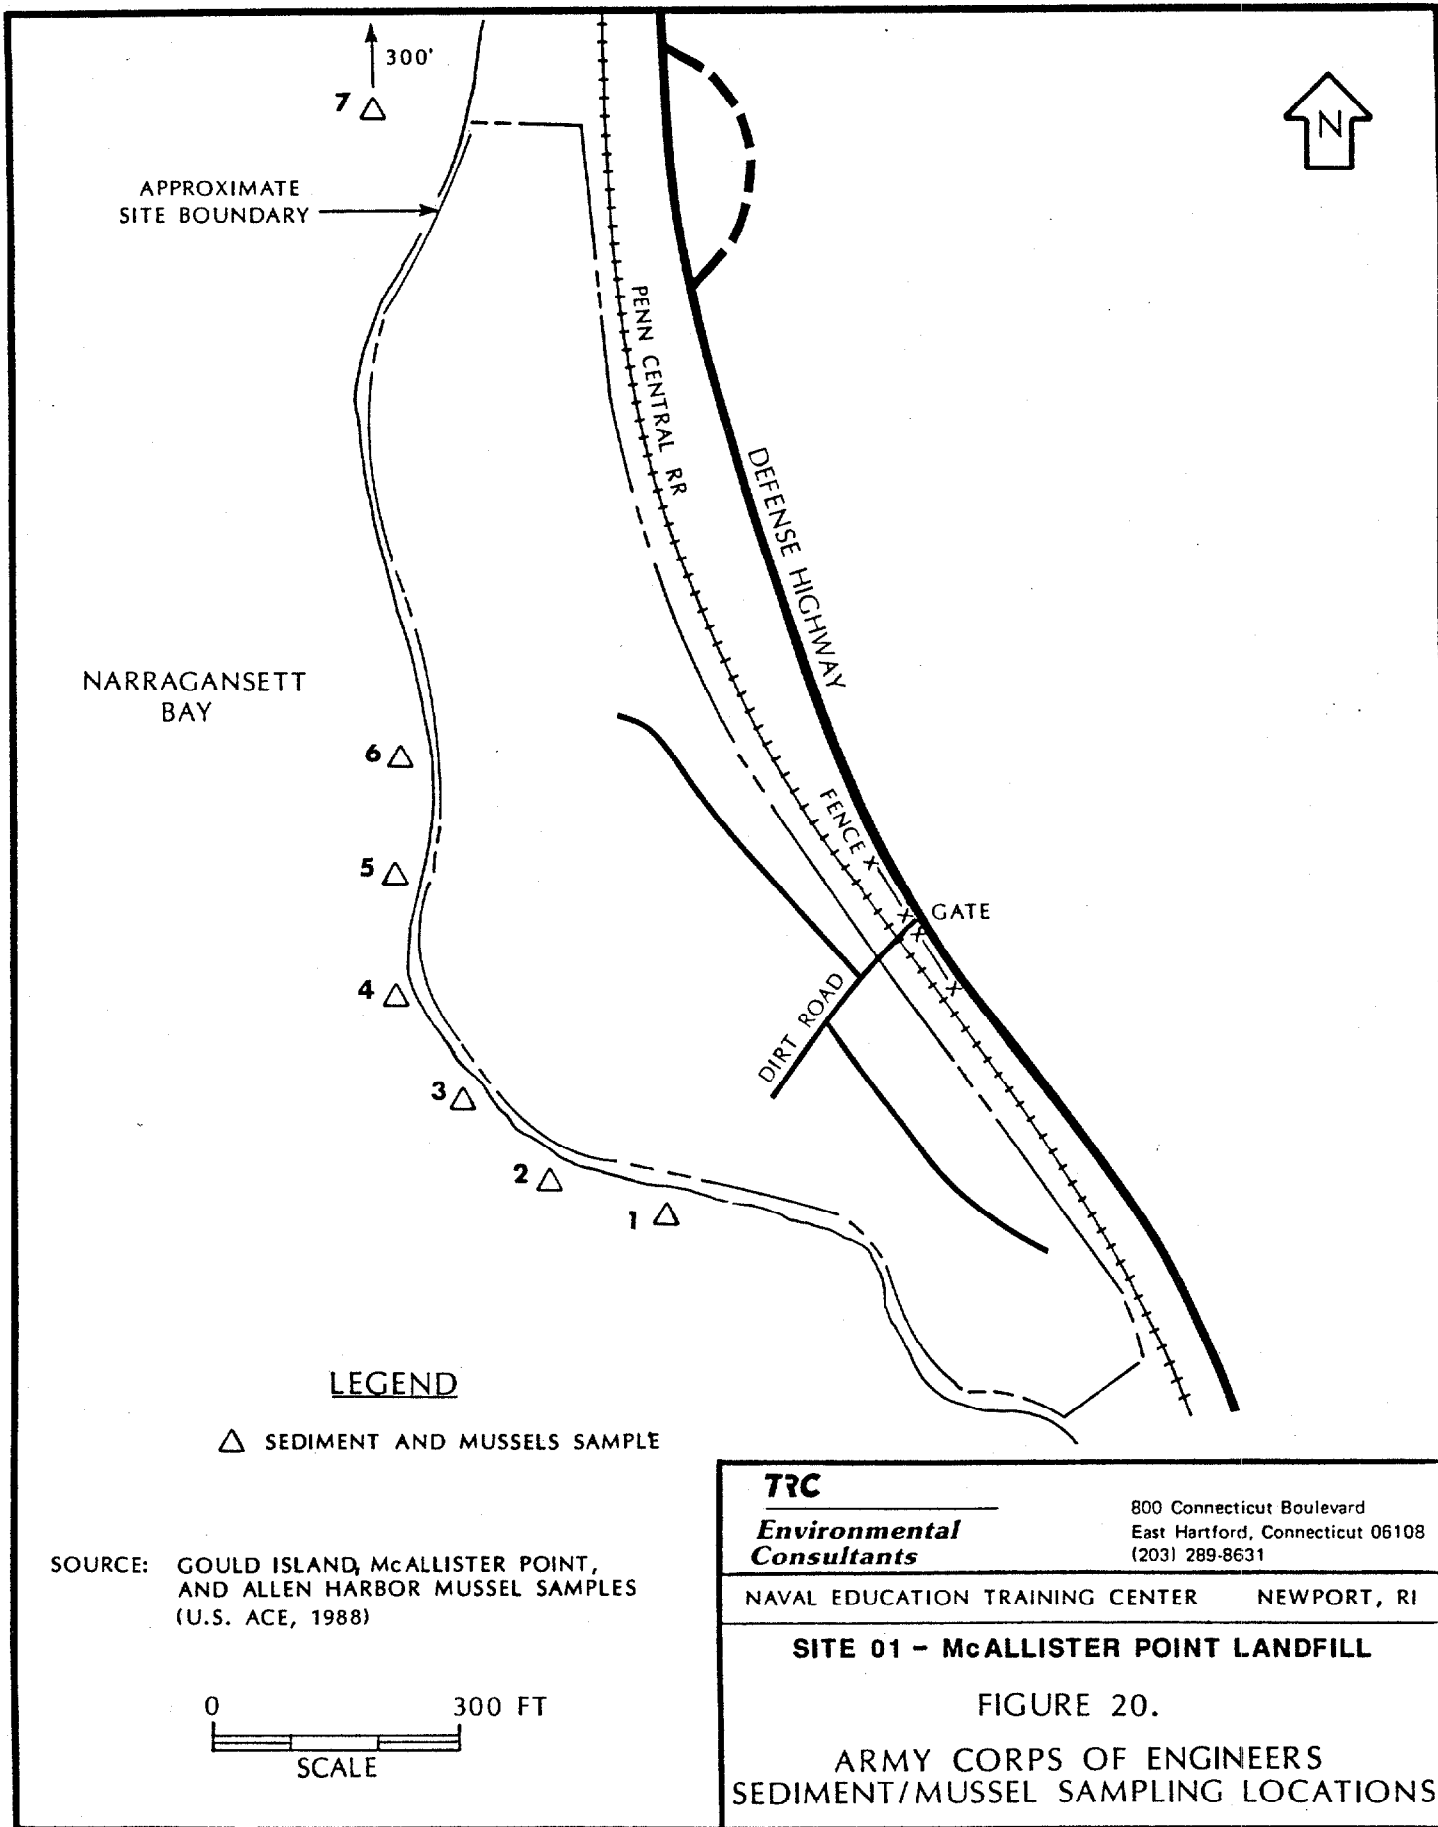 300'
7
N
APPROXIMATE
SITE BOUNDARY
PENN CENTRAL RR
DEFENSE HIGHWAY
NARRAGANSETT
BAY
6
FENCE
5
GATE
4
DIRT ROAD
3
2
1
LEGEND
SEDIMENT AND MUSSELS SAMPLE
SOURCE: GOULD ISLAND, McALLISTER POINT,
AND ALLEN HARBOR MUSSEL SAMPLES
(U.S. ACE, 1988)
0 300 FT
SCALE
TRC
Environmental
Consultants
800 Connecticut Boulevard
East Hartford, Connecticut 06108
(203) 289-8631
NAVAL EDUCATION TRAINING CENTER NEWPORT, RI
SITE 01 – McALLISTER POINT LANDFILL
FIGURE 20.
ARMY CORPS OF ENGINEERS
SEDIMENT/MUSSEL SAMPLING LOCATIONS